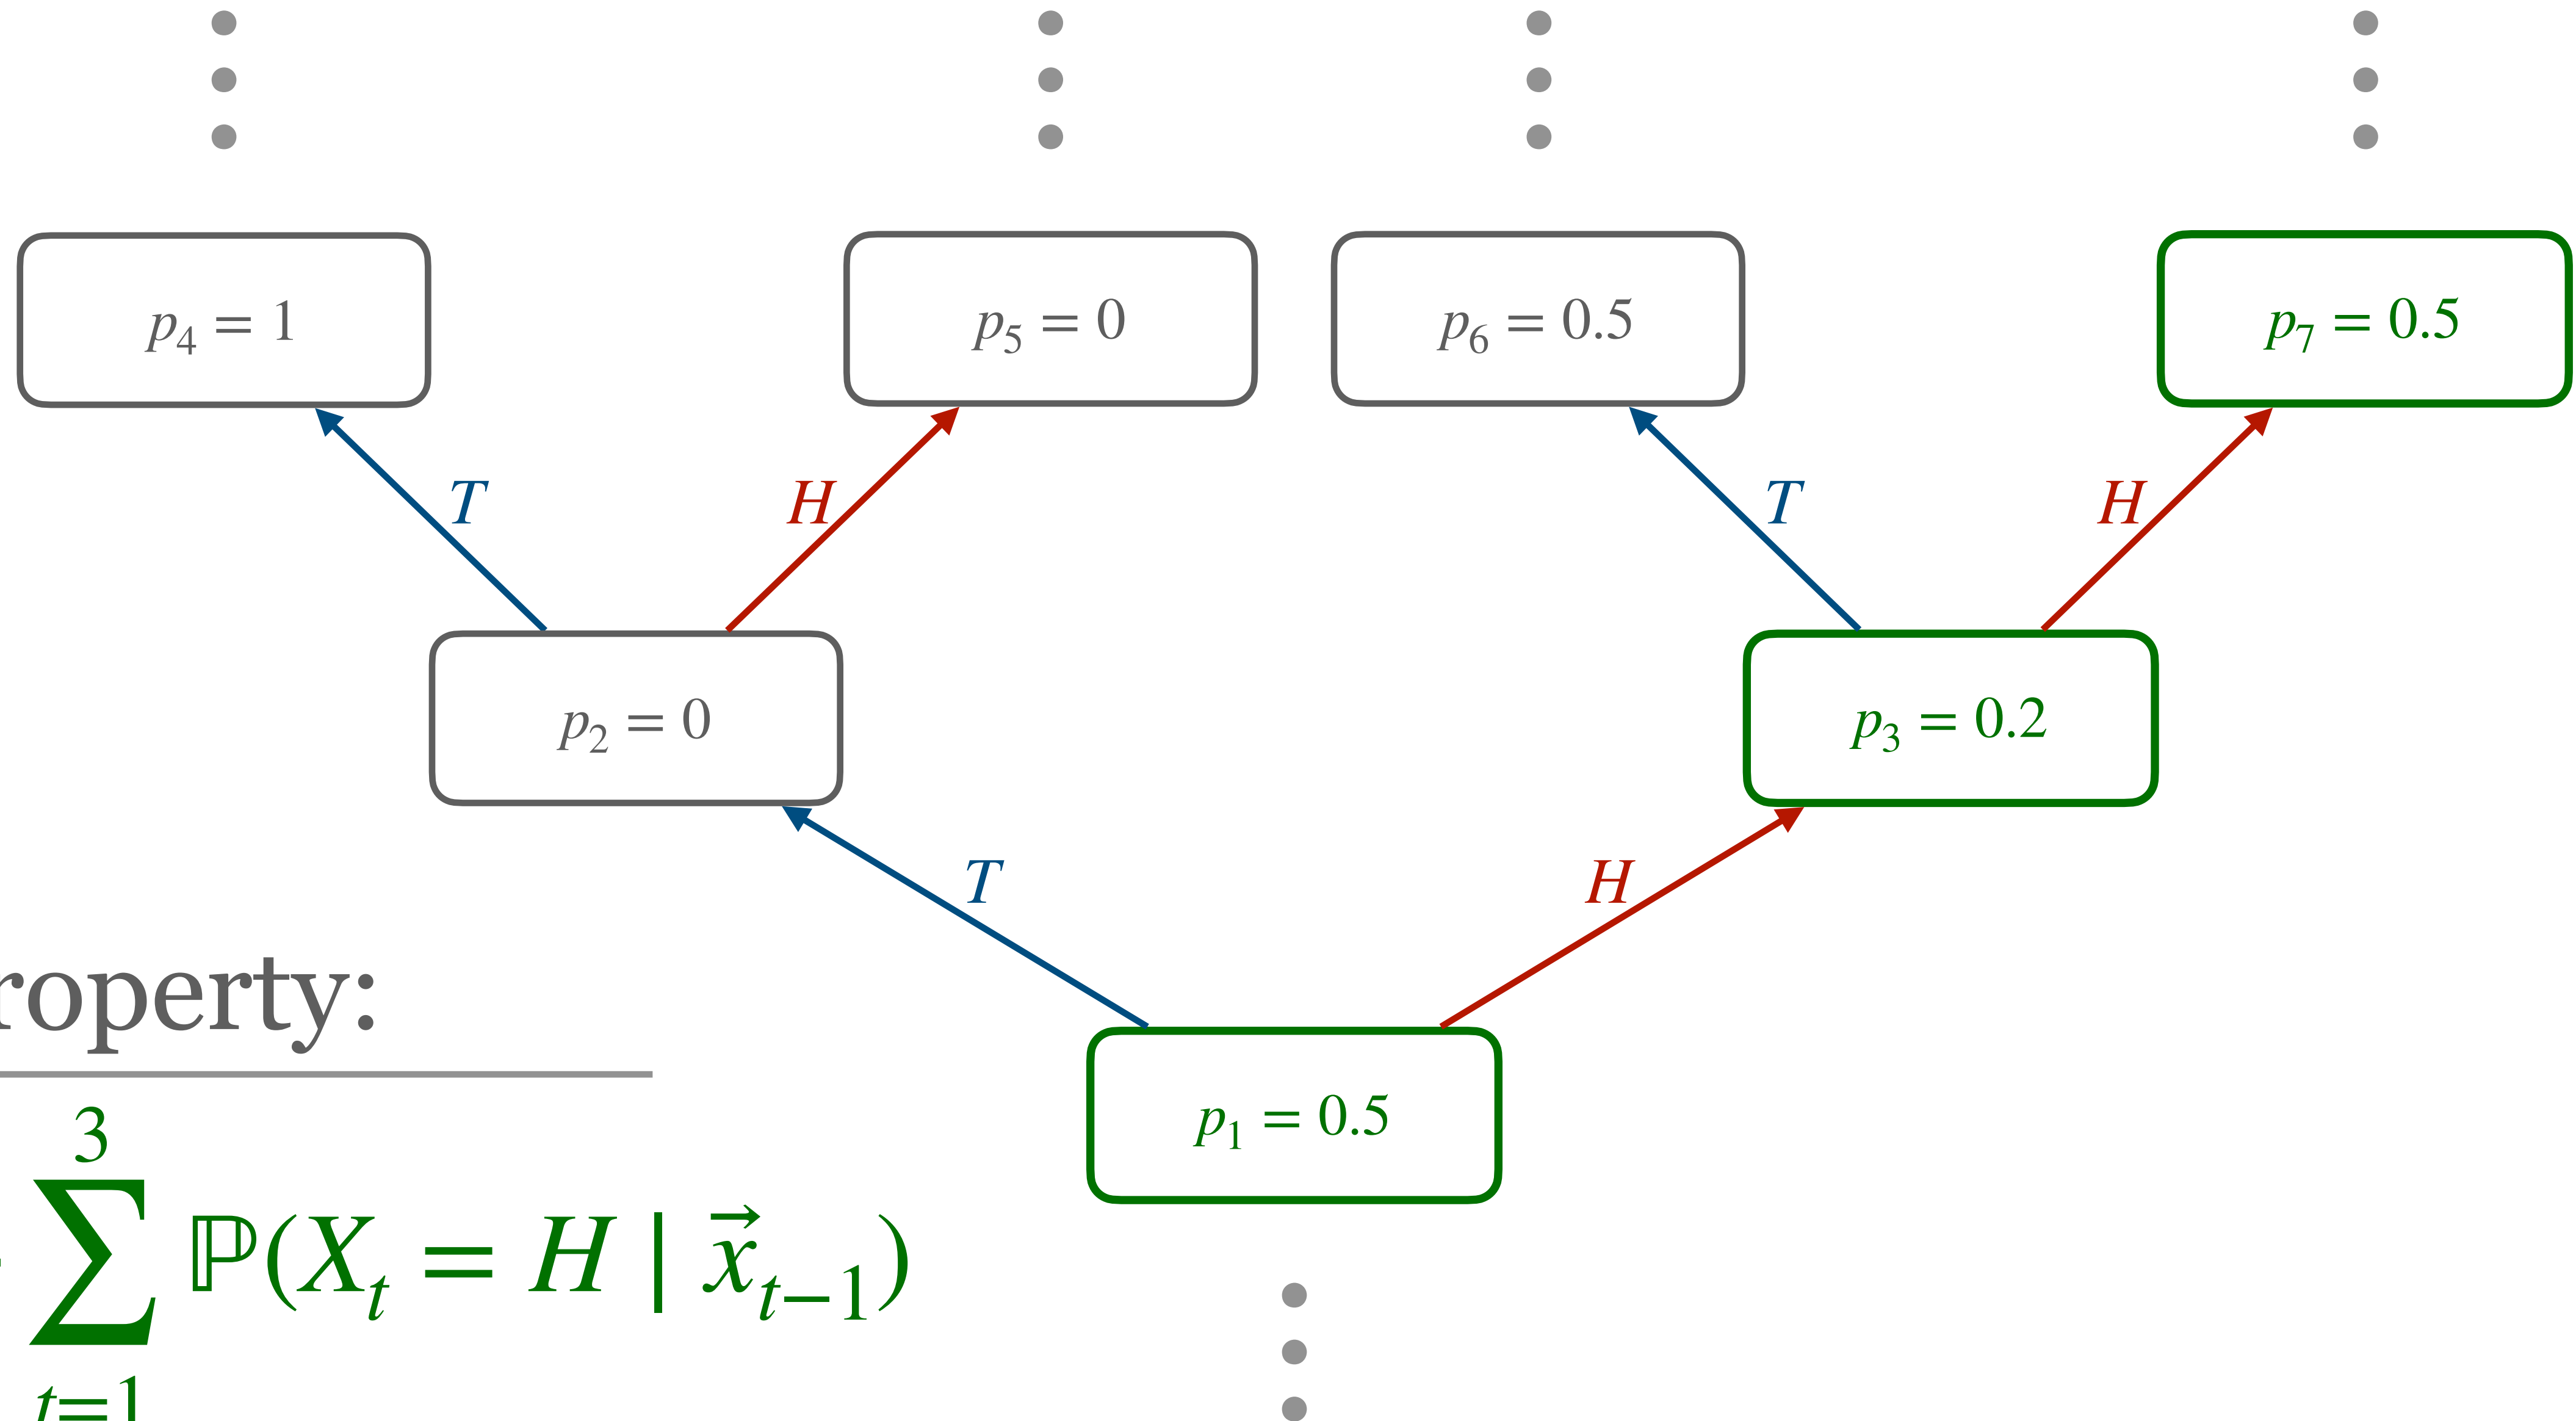 p₄ = 1
p₅ = 0
p₆ = 0.5
p₇ = 0.5
T
H
T
H
p₂ = 0
p₃ = 0.2
T
H
roperty:
p₁ = 0.5
3
∑ ℙ(Xₜ = H | x⃗ₜ₋₁)
t=1